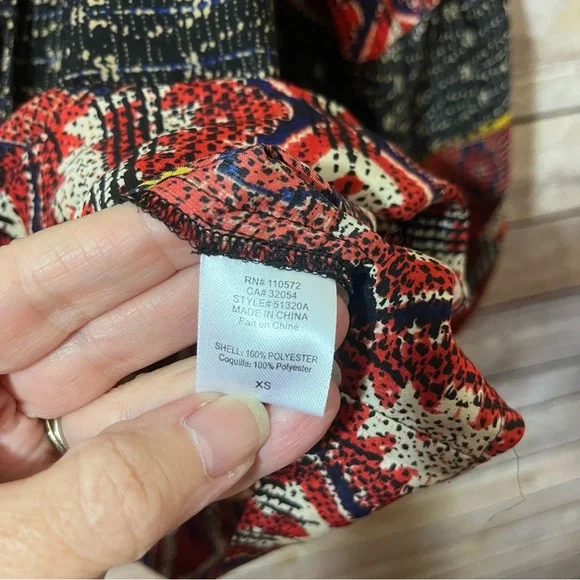 RN# 110572
CA# 32054
STYLE# 51320A
MADE IN CHINA
Fait en Chine
SHELL: 100% POLYESTER
Coquille: 100% Polyester
XS